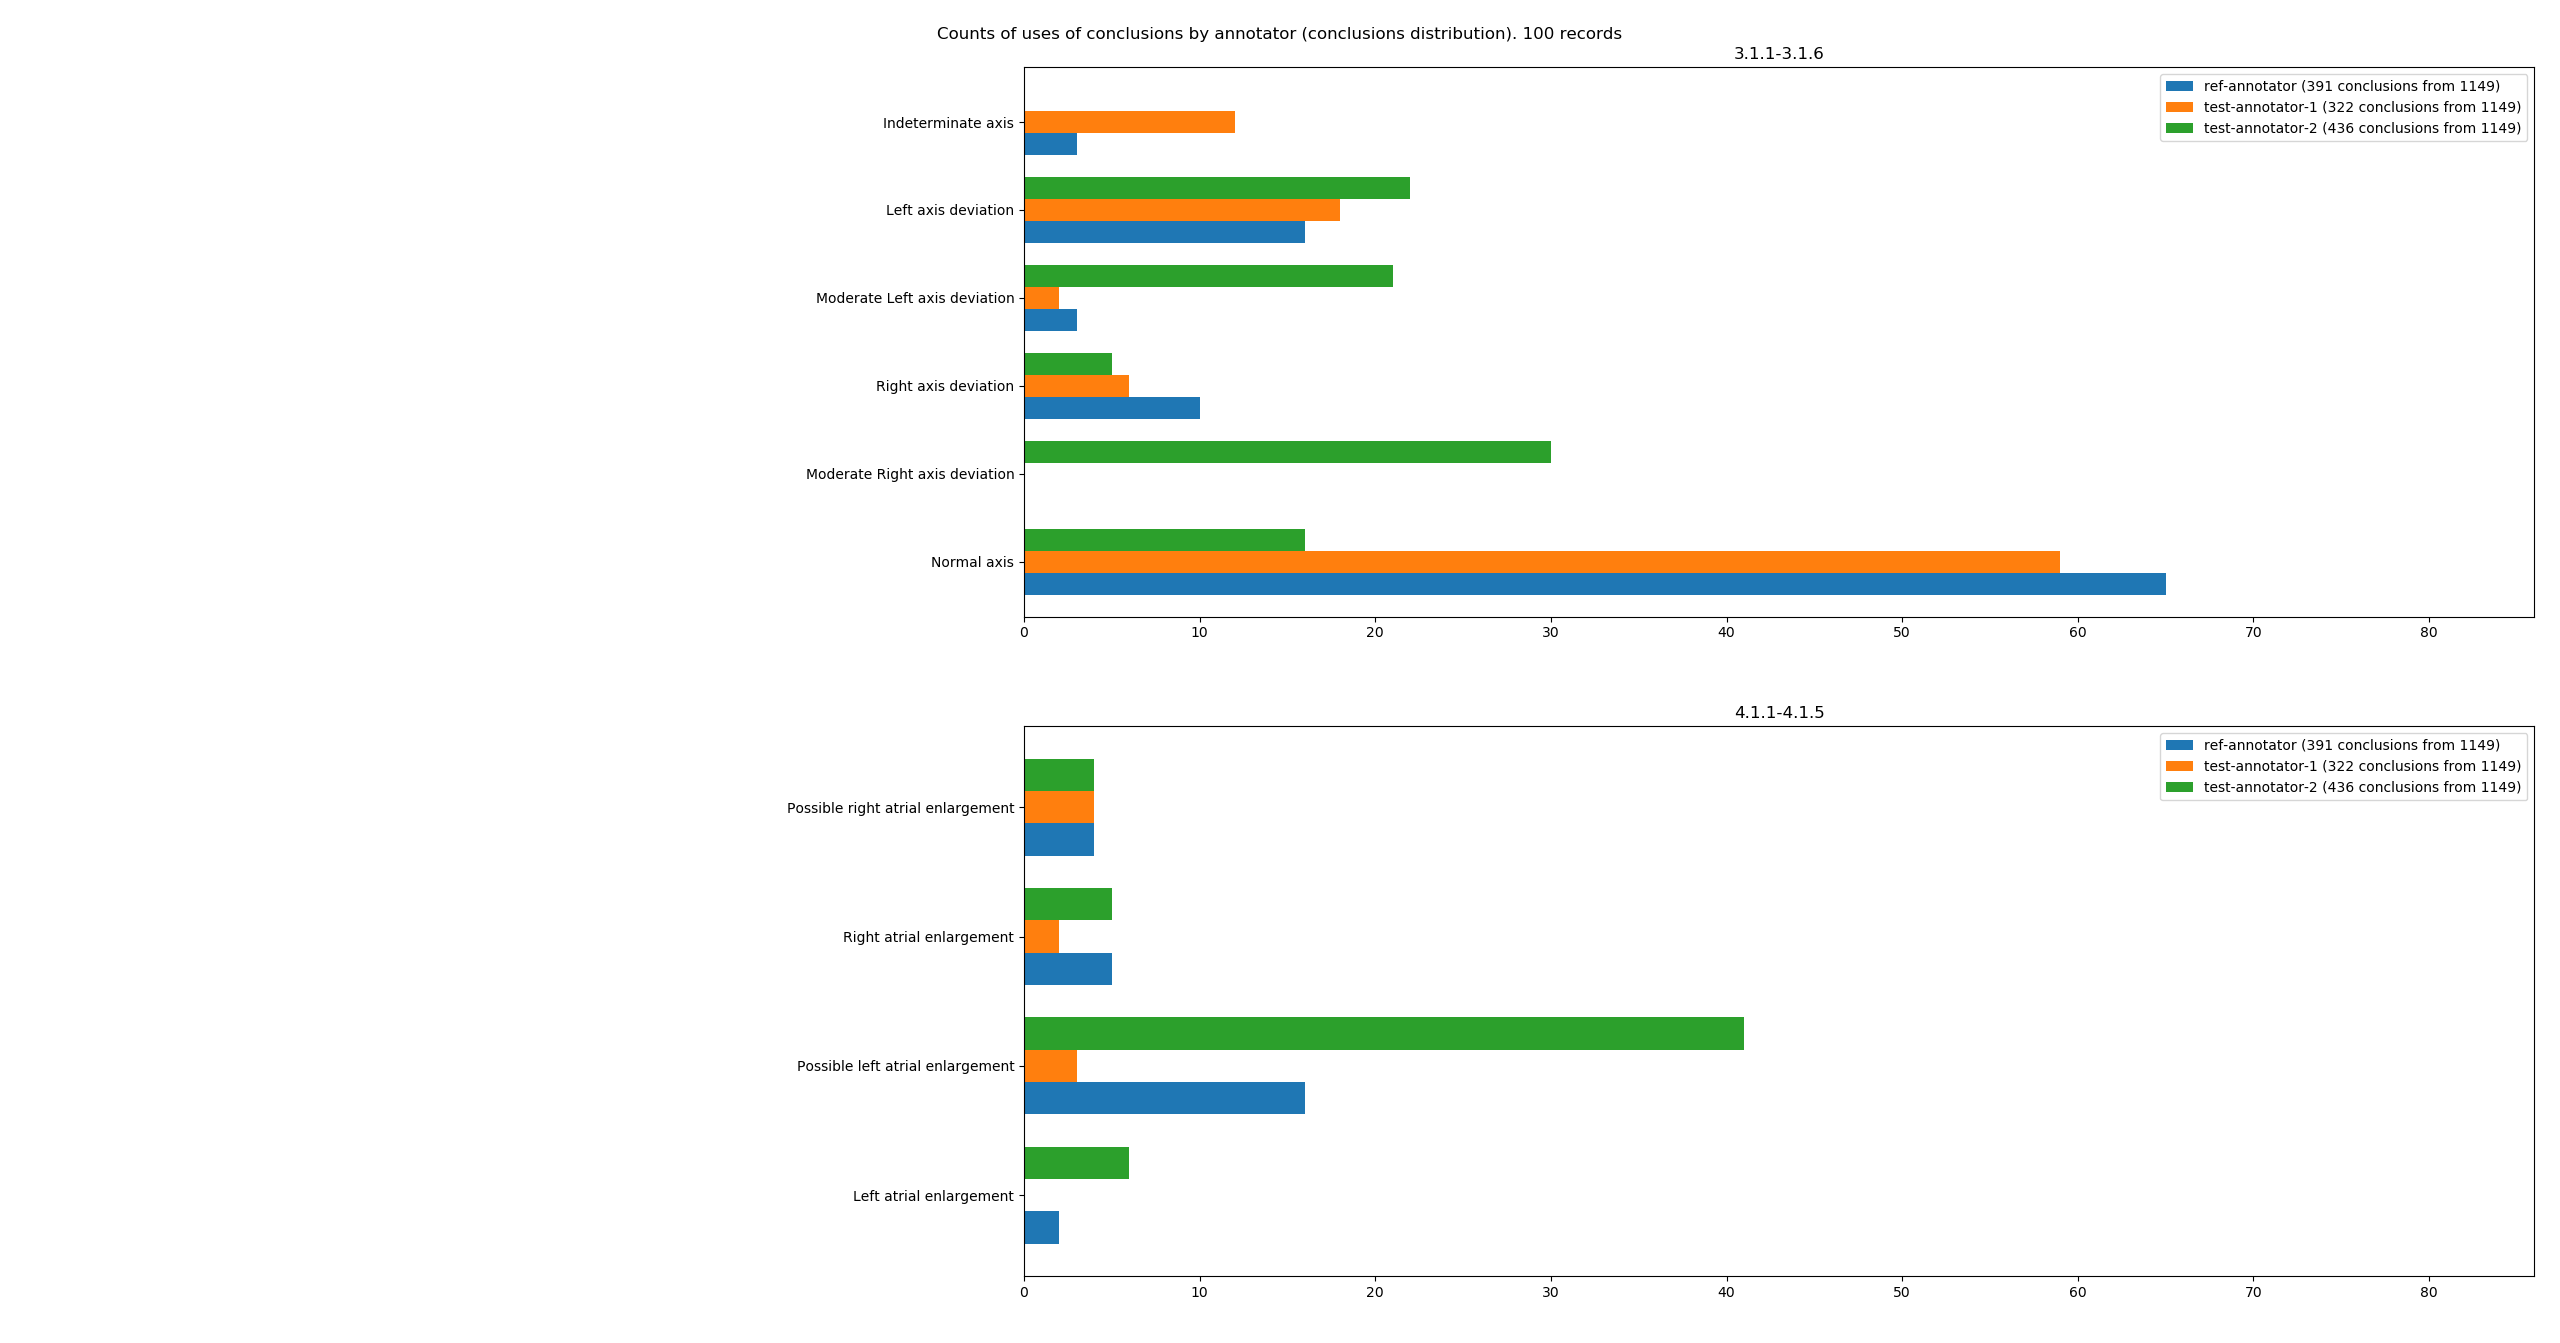 Counts of uses of conclusions by annotator (conclusions distribution). 100 records
3.1.1-3.1.6
ref-annotator (391 conclusions from 1149)
test-annotator-1 (322 conclusions from 1149)
test-annotator-2 (436 conclusions from 1149)
Indeterminate axis
Left axis deviation
Moderate Left axis deviation
Right axis deviation
Moderate Right axis deviation
Normal axis
0 10 20 30 40 50 60 70 80
4.1.1-4.1.5
ref-annotator (391 conclusions from 1149)
test-annotator-1 (322 conclusions from 1149)
test-annotator-2 (436 conclusions from 1149)
Possible right atrial enlargement
Right atrial enlargement
Possible left atrial enlargement
Left atrial enlargement
0 10 20 30 40 50 60 70 80